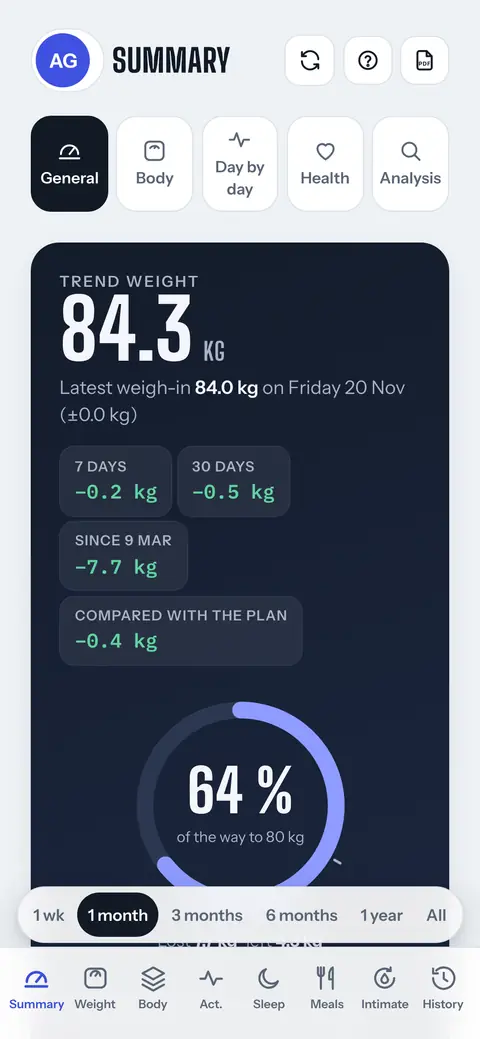 AG SUMMARY
PDF
General
Body
Day by
day
Health
Analysis
TREND WEIGHT
84.3 KG
Latest weigh-in 84.0 kg on Friday 20 Nov
(±0.0 kg)
7 DAYS
−0.2 kg
30 DAYS
−0.5 kg
SINCE 9 MAR
−7.7 kg
COMPARED WITH THE PLAN
−0.4 kg
64 %
of the way to 80 kg
1 wk
1 month
3 months
6 months
1 year
All
Summary
Weight
Body
Act.
Sleep
Meals
Intimate
History